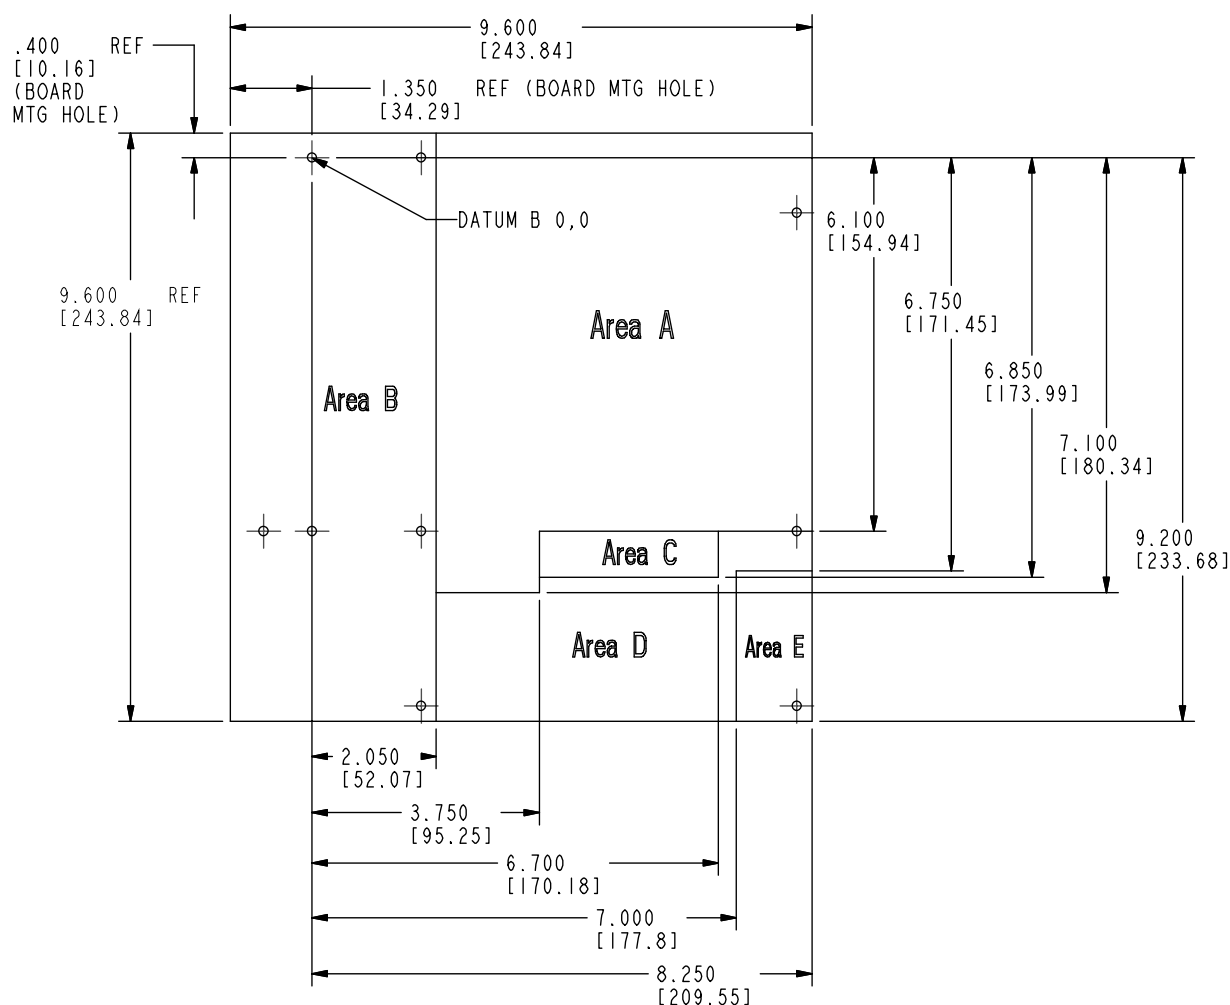 9.600
[243.84]
.400 REF
[10.16]
(BOARD
MTG HOLE)
1.350 REF (BOARD MTG HOLE)
[34.29]
DATUM B 0,0
6.100
[154.94]
9.600 REF
[243.84]
6.750
[171.45]
Area A
6.850
[173.99]
Area B
7.100
[180.34]
9.200
[233.68]
Area C
Area D
Area E
2.050
[52.07]
3.750
[95.25]
6.700
[170.18]
7.000
[177.8]
8.250
[209.55]